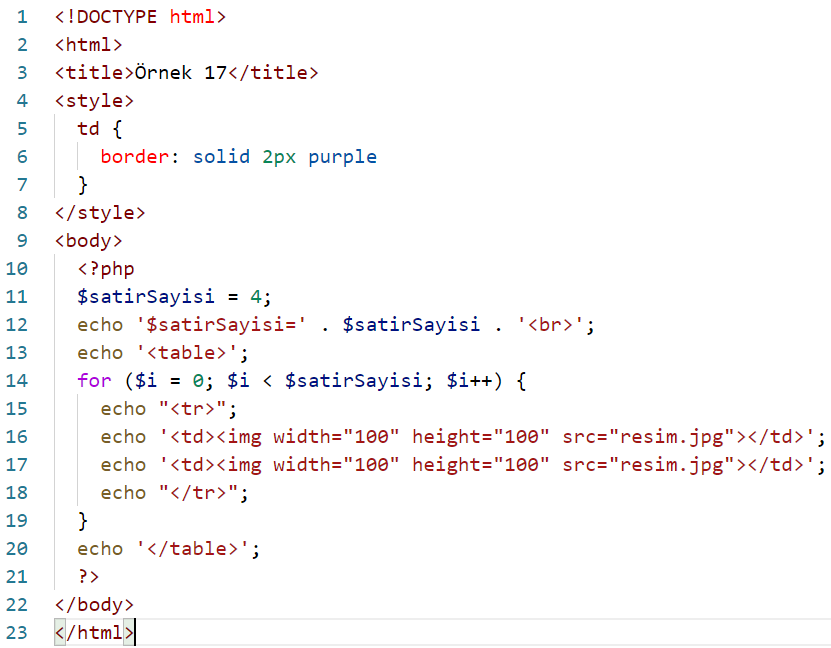 1 <!DOCTYPE html>
2 <html>
3 <title>Örnek 17</title>
4 <style>
5   td {
6     border: solid 2px purple
7   }
8 </style>
9 <body>
10   <?php
11   $satirSayisi = 4;
12   echo '$satirSayisi=' . $satirSayisi . '<br>';
13   echo '<table>';
14   for ($i = 0; $i < $satirSayisi; $i++) {
15     echo "<tr>";
16     echo '<td><img width="100" height="100" src="resim.jpg"></td>';
17     echo '<td><img width="100" height="100" src="resim.jpg"></td>';
18     echo "</tr>";
19   }
20   echo '</table>';
21   ?>
22 </body>
23 </html>